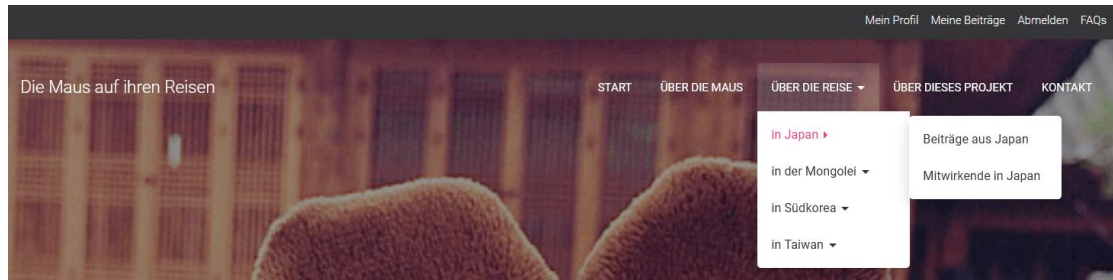 Mein Profil Meine Beiträge Abmelden FAQs
Die Maus auf ihren Reisen START ÜBER DIE MAUS ÜBER DIE REISE ÜBER DIESES PROJEKT KONTAKT
in Japan Beiträge aus Japan
in der Mongolei Mitwirkende in Japan
in Südkorea
in Taiwan